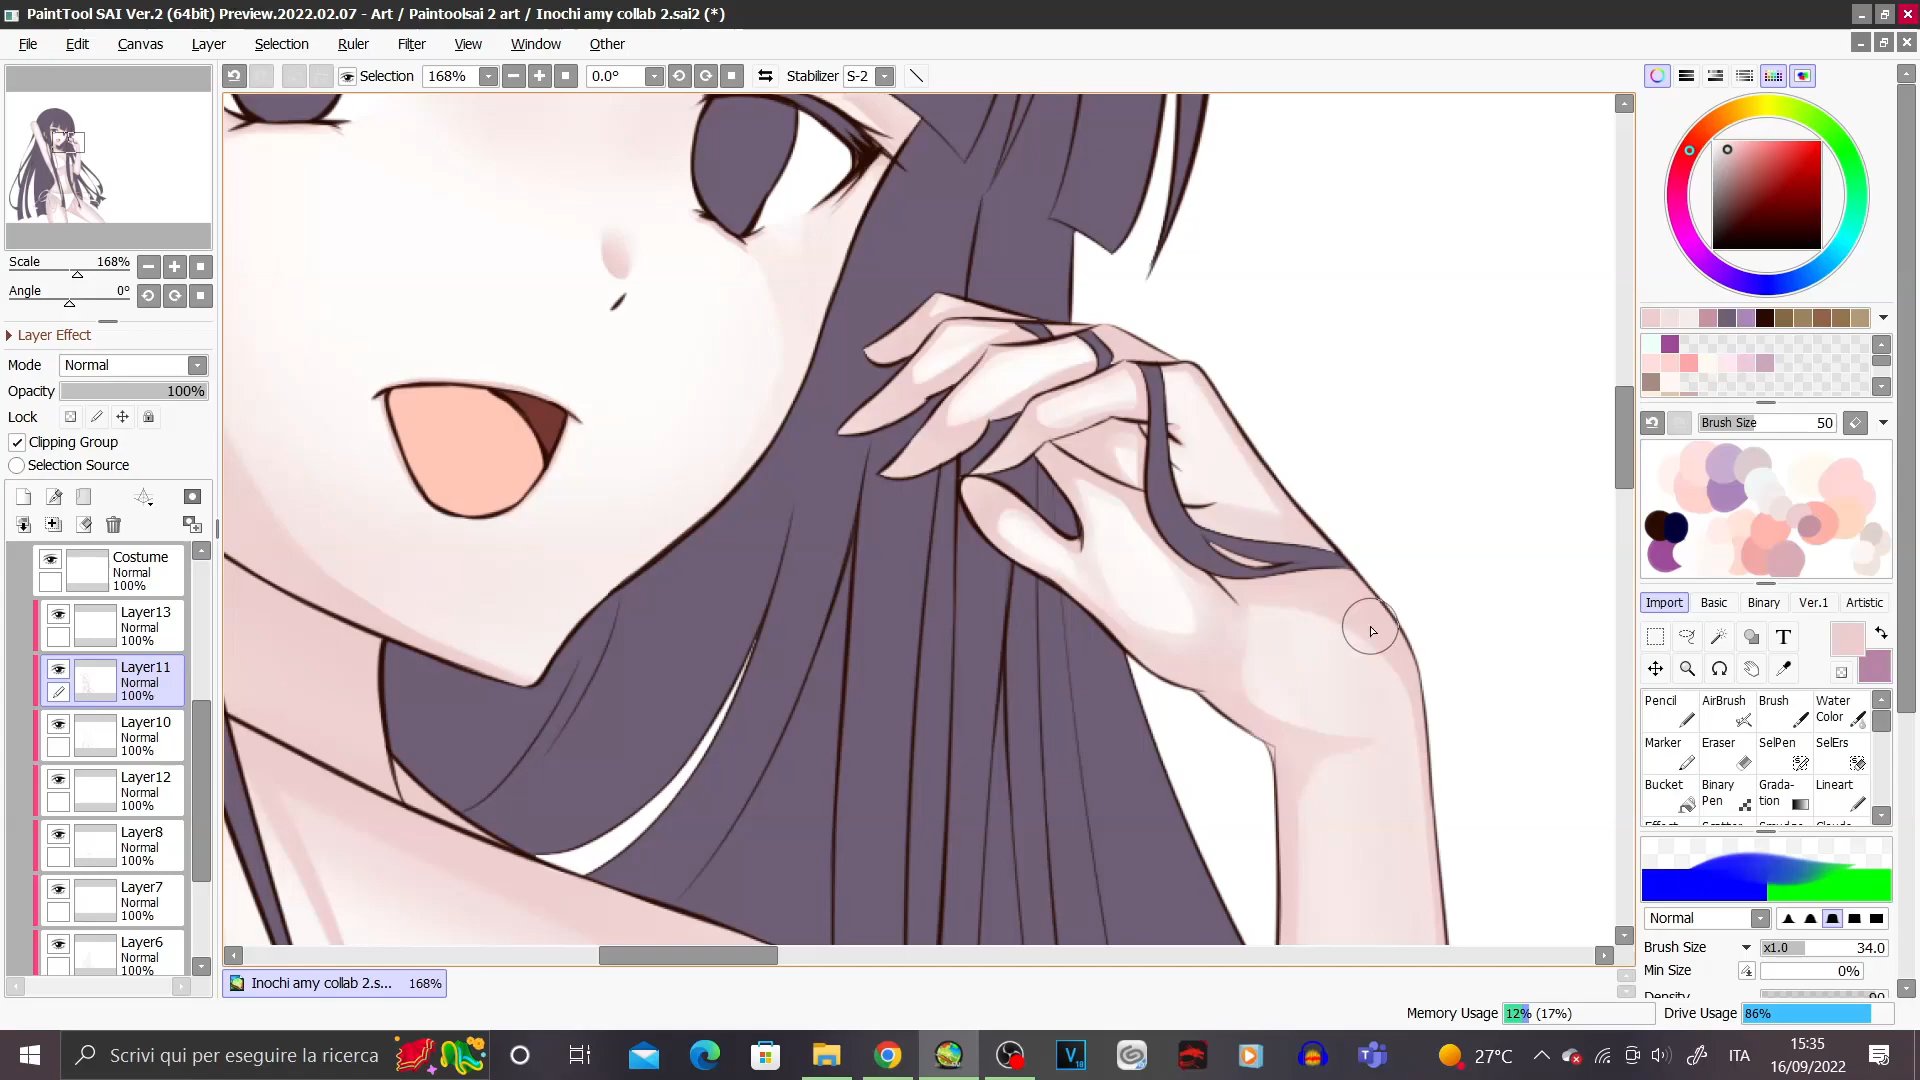 PaintTool SAI Ver.2 (64bit) Preview.2022.02.07 - Art / Paintoolsai 2 art / Inochi amy collab 2.sai2 (*)
File Edit Canvas Layer Selection Ruler Filter View Window Other
Selection 168% 0.0° Stabilizer S-2
Scale 168%
Angle 0°
Layer Effect
Mode Normal
Opacity 100%
Lock
Clipping Group
Selection Source
Costume
Normal
100%
Layer13
Normal
100%
Layer11
Normal
100%
Layer10
Normal
100%
Layer12
Normal
100%
Layer8
Normal
100%
Layer7
Normal
100%
Layer6
Normal
100%
Brush Size 50
Import Basic Binary Ver.1 Artistic
T
Pencil AirBrush Brush Water Color
Marker Eraser SelPen SelErs
Bucket Binary Pen Grada-tion Lineart
Normal
Brush Size x1.0 34.0
Min Size 0%
Density 90
Inochi amy collab 2.s... 168%
Memory Usage 12% (17%) Drive Usage 86%
Scrivi qui per eseguire la ricerca
27°C ITA 15:35
16/09/2022